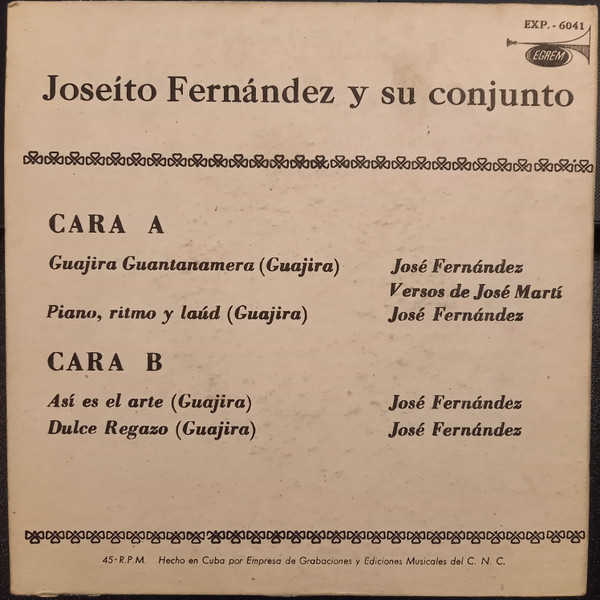 EXP. - 6041
EGREM
Joseíto Fernández y su conjunto
CARA A
Guajira Guantanamera (Guajira) José Fernández
Versos de José Martí
Piano, ritmo y laúd (Guajira) José Fernández
CARA B
Así es el arte (Guajira) José Fernández
Dulce Regazo (Guajira) José Fernández
45-R.P.M. Hecho en Cuba por Empresa de Grabaciones y Ediciones Musicales del C. N. C.